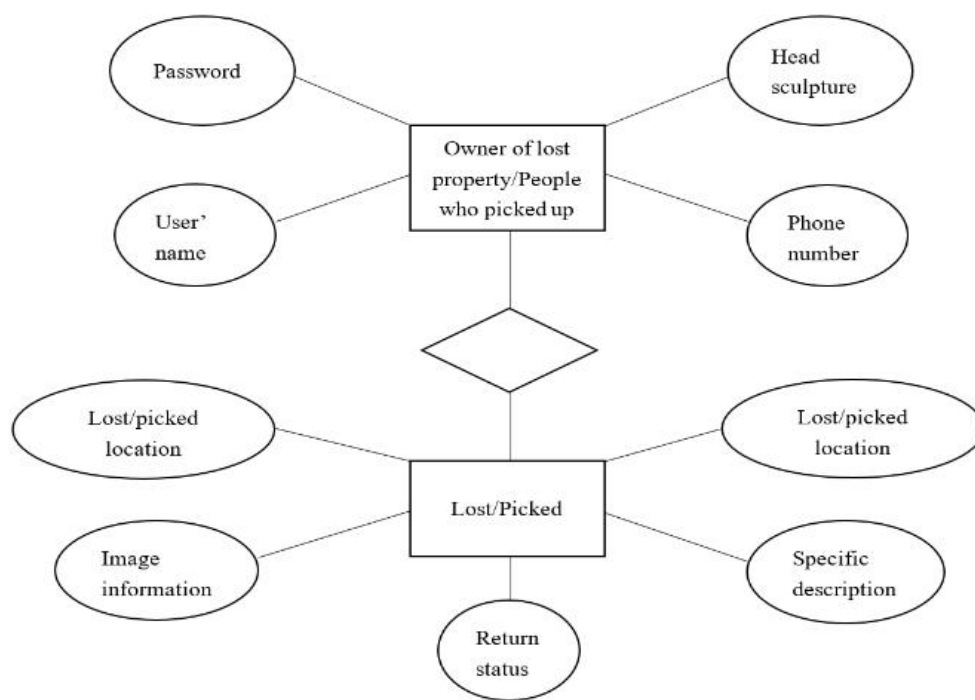 Password
Head
sculpture
Owner of lost
property/People
who picked up
User’
name
Phone
number
Lost/picked
location
Lost/picked
location
Lost/Picked
Image
information
Specific
description
Return
status